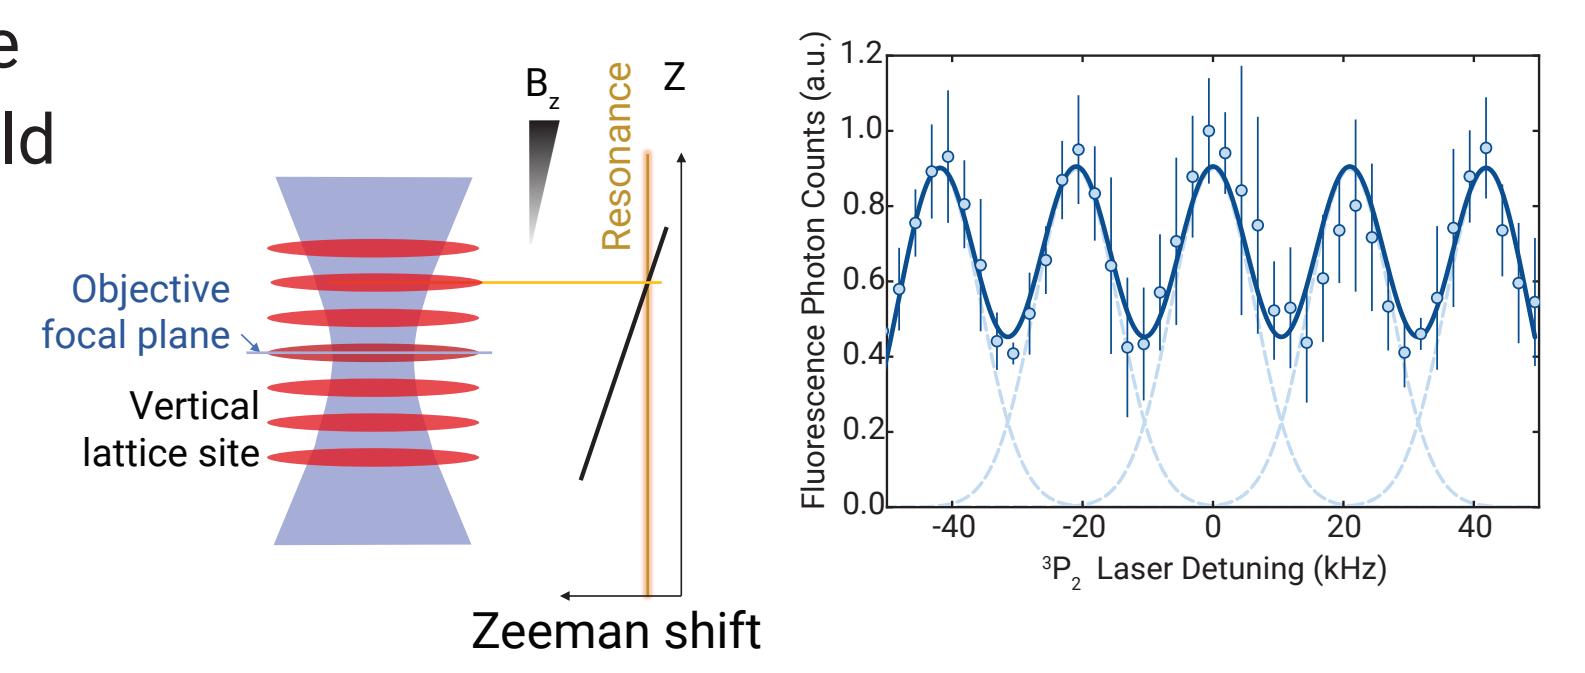 e
ld
Objective
focal plane
Vertical
lattice site
B_z
Resonance
Z
Zeeman shift
Fluorescence Photon Counts (a.u.)
1.2
1.0
0.8
0.6
0.4
0.2
0.0
-40 -20 0 20 40
³P₂ Laser Detuning (kHz)